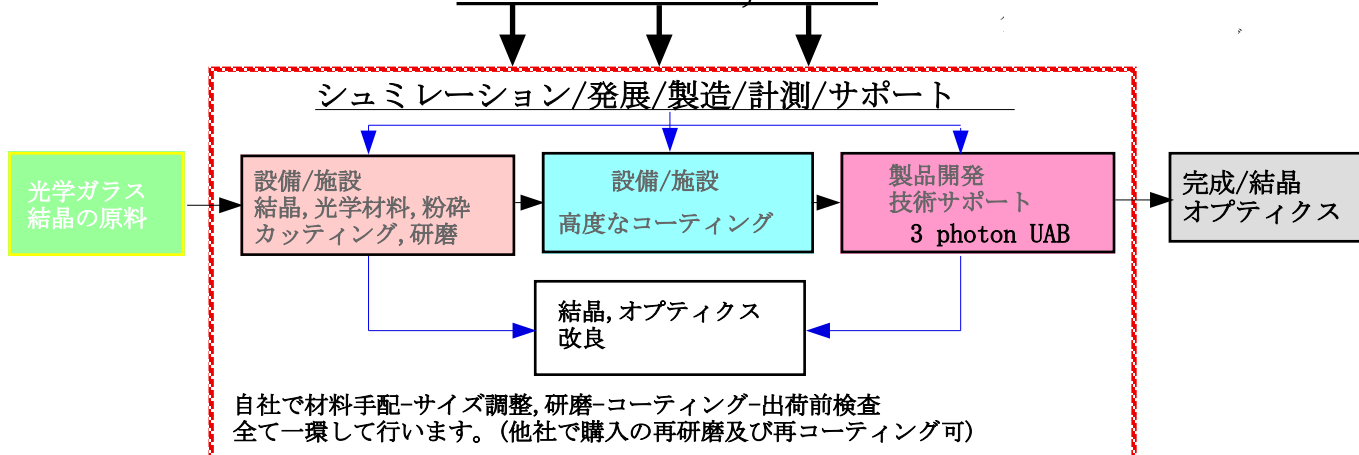 シュミレーション/発展/製造/計測/サポート
光学ガラス
結晶の原料
設備/施設
結晶,光学材料,粉砕
カッティング,研磨
設備/施設
高度なコーティング
製品開発
技術サポート
3 photon UAB
完成/結晶
オプティクス
結晶,オプティクス
改良
自社で材料手配-サイズ調整,研磨-コーティング-出荷前検査
全て一環して行います。(他社で購入の再研磨及び再コーティング可)